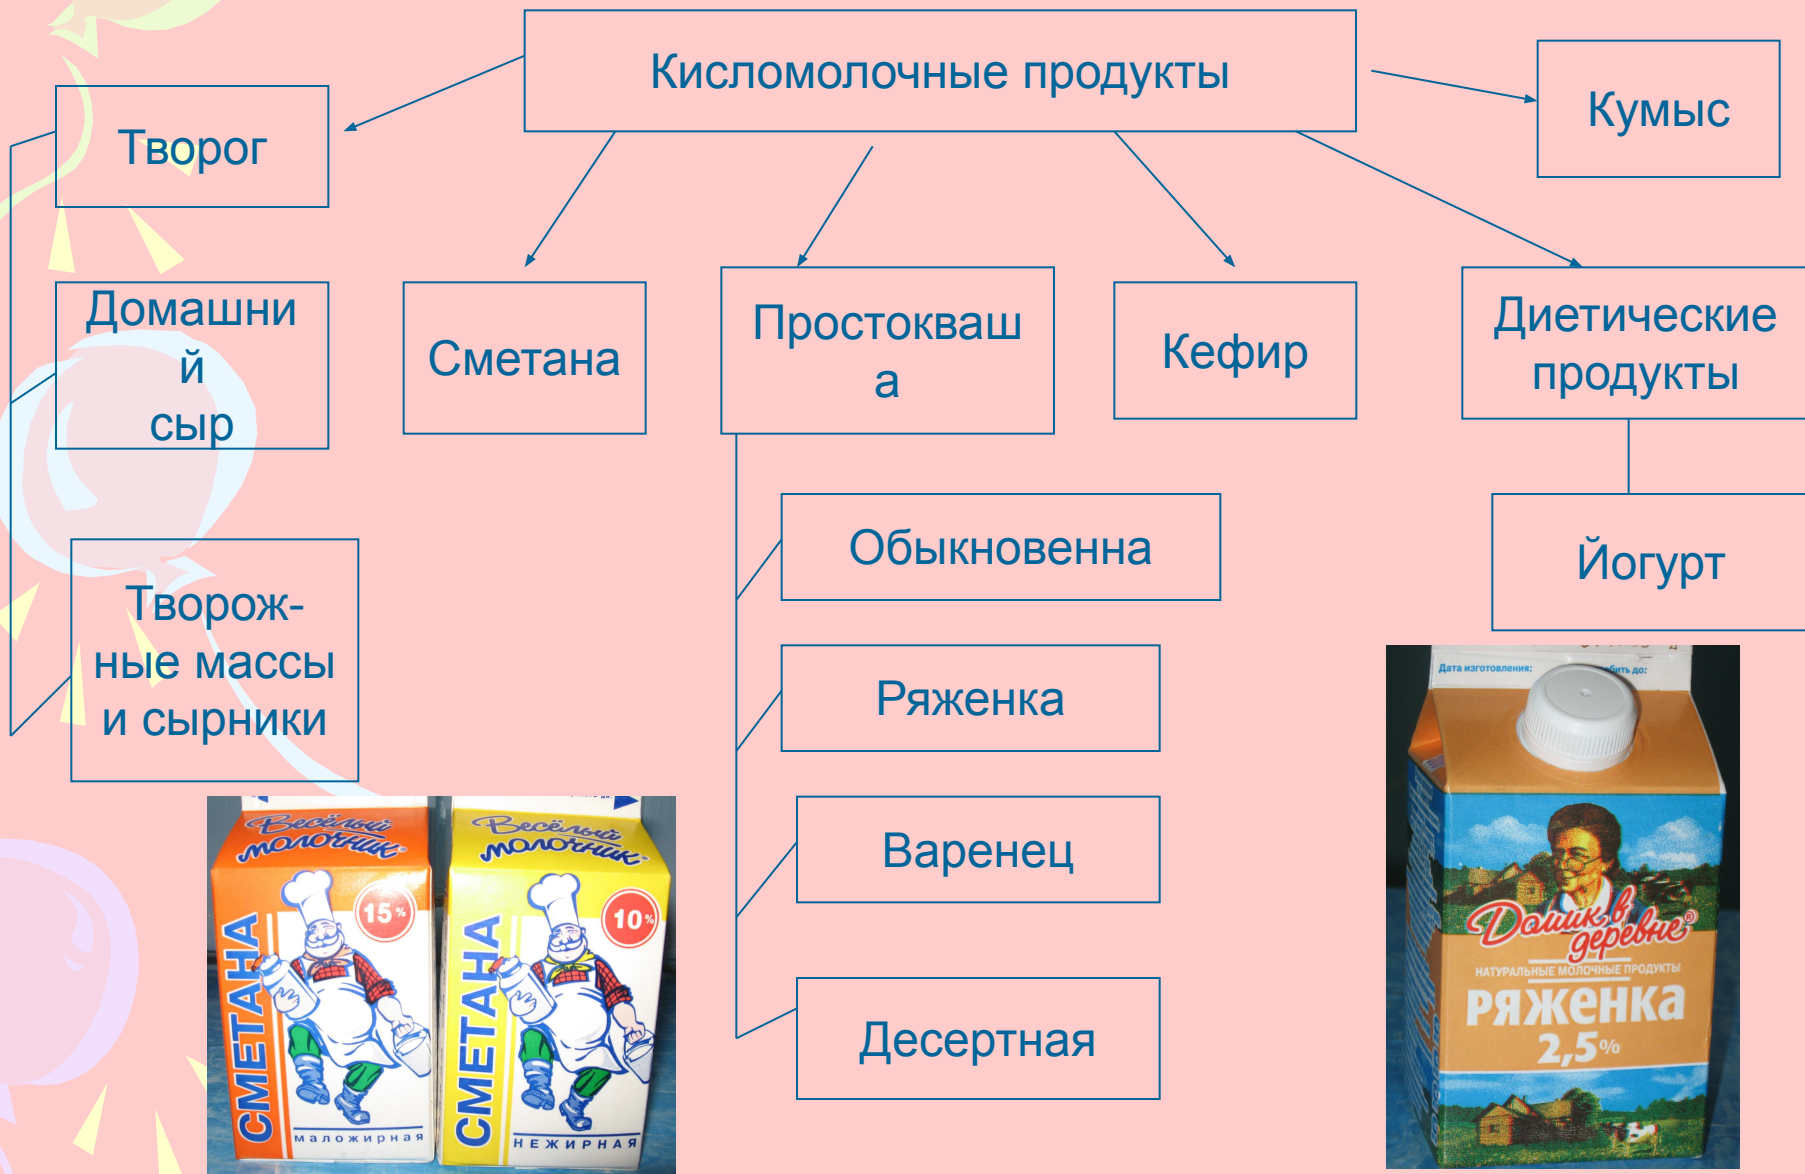 Кисломолочные продукты
Кумыс
Творог
Домашни
й
сыр
Сметана
Простокваш
а
Кефир
Диетические
продукты
Творож-
ные массы
и сырники
Обыкновенна
Йогурт
Ряженка
Варенец
Десертная
Весёлый
молочник
15%
СМЕТАНА
маложирная
Весёлый
молочник
10%
СМЕТАНА
НЕЖИРНАЯ
Дата изготовления:
бить до:
Домик в
деревне®
НАТУРАЛЬНЫЕ МОЛОЧНЫЕ ПРОДУКТЫ
РЯЖЕНКА
2,5%